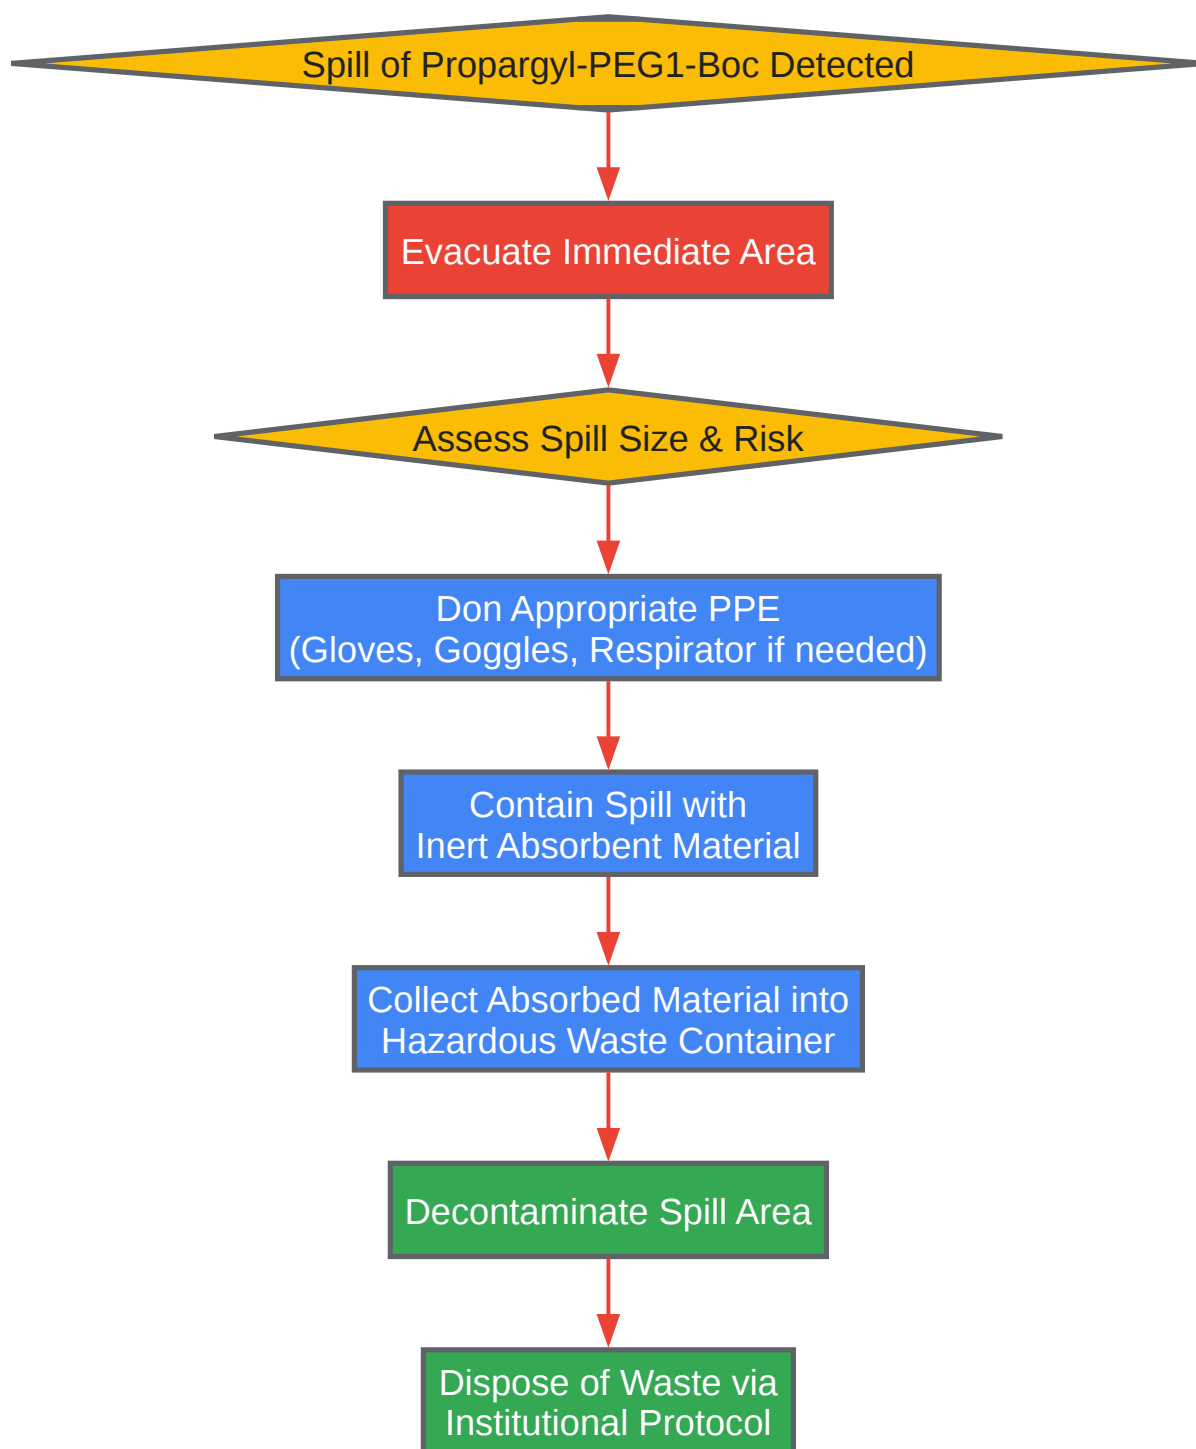 Spill of Propargyl-PEG1-Boc Detected
Evacuate Immediate Area
Assess Spill Size & Risk
Don Appropriate PPE
(Gloves, Goggles, Respirator if needed)
Contain Spill with
Inert Absorbent Material
Collect Absorbed Material into
Hazardous Waste Container
Decontaminate Spill Area
Dispose of Waste via
Institutional Protocol